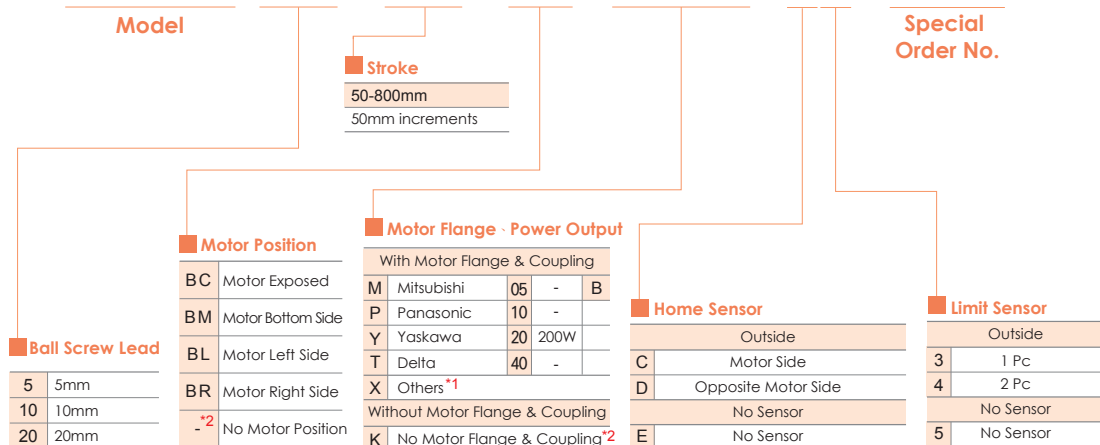 Model
Special
Order No.
Stroke
50-800mm
50mm increments
Motor Position
BC Motor Exposed
BM Motor Bottom Side
BL Motor Left Side
BR Motor Right Side
-*2 No Motor Position
Motor Flange · Power Output
With Motor Flange & Coupling
M Mitsubishi 05 - B
P Panasonic 10 -
Y Yaskawa 20 200W
T Delta 40 -
X Others*1
Without Motor Flange & Coupling
K No Motor Flange & Coupling*2
Home Sensor
Outside
C Motor Side
D Opposite Motor Side
No Sensor
E No Sensor
Limit Sensor
Outside
3 1 Pc
4 2 Pc
No Sensor
5 No Sensor
Ball Screw Lead
5 5mm
10 10mm
20 20mm